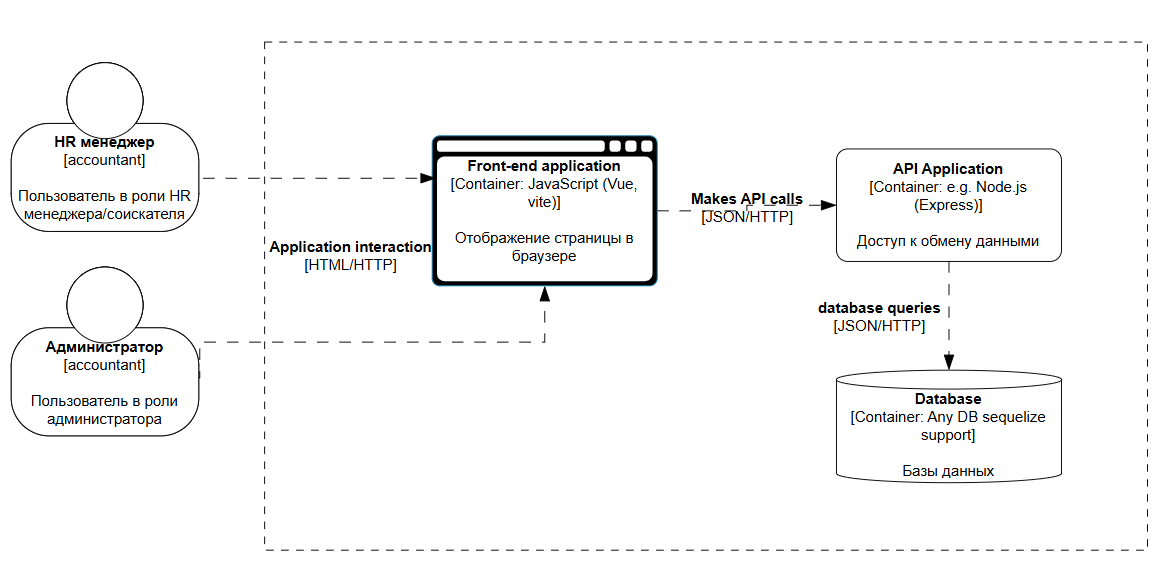 HR менеджер
[accountant]
Пользователь в роли HR
менеджера/соискателя
Администратор
[accountant]
Пользователь в роли
администратора
Application interaction
[HTML/HTTP]
Front-end application
[Container: JavaScript (Vue,
vite)]
Отображение страницы в
браузере
Makes API calls
[JSON/HTTP]
API Application
[Container: e.g. Node.js
(Express)]
Доступ к обмену данными
database queries
[JSON/HTTP]
Database
[Container: Any DB sequelize
support]
Базы данных